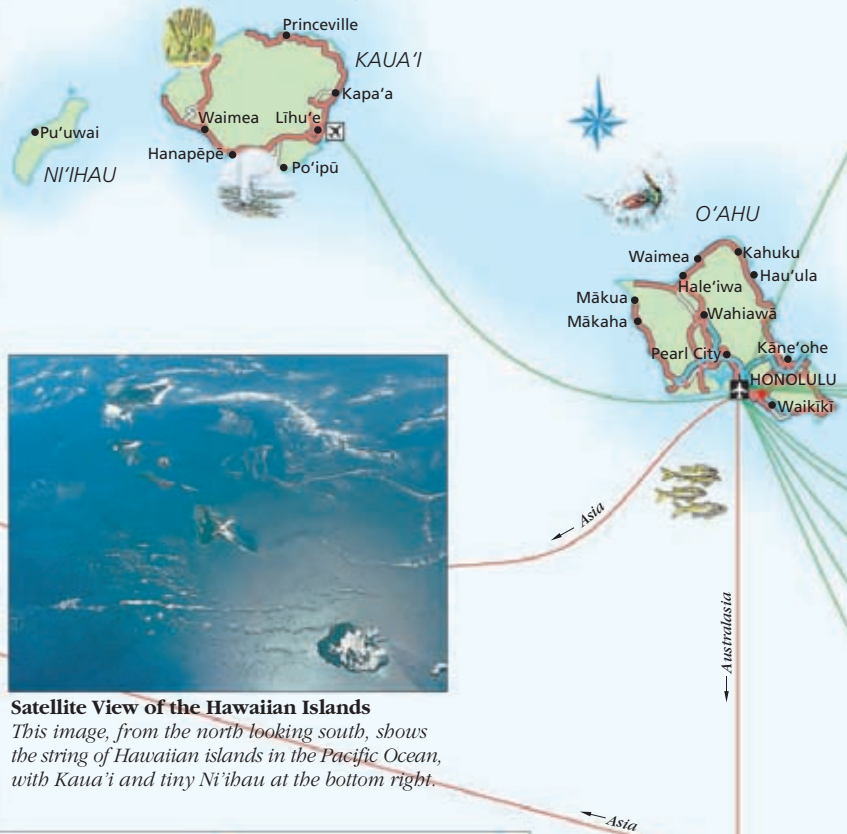 Princeville
KAUA'I
Kapa'a
Waimea
Līhu'e
Pu'uwai
Hanapēpē
NI'IHAU
Po'ipū
O'AHU
Waimea
Kahuku
Hale'iwa
Hau'ula
Mākua
Wahiawā
Mākaha
Pearl City
Kāne'ohe
HONOLULU
Waikīkī
Asia
Australasia
Satellite View of the Hawaiian Islands
This image, from the north looking south, shows
the string of Hawaiian islands in the Pacific Ocean,
with Kaua'i and tiny Ni'ihau at the bottom right.
Asia